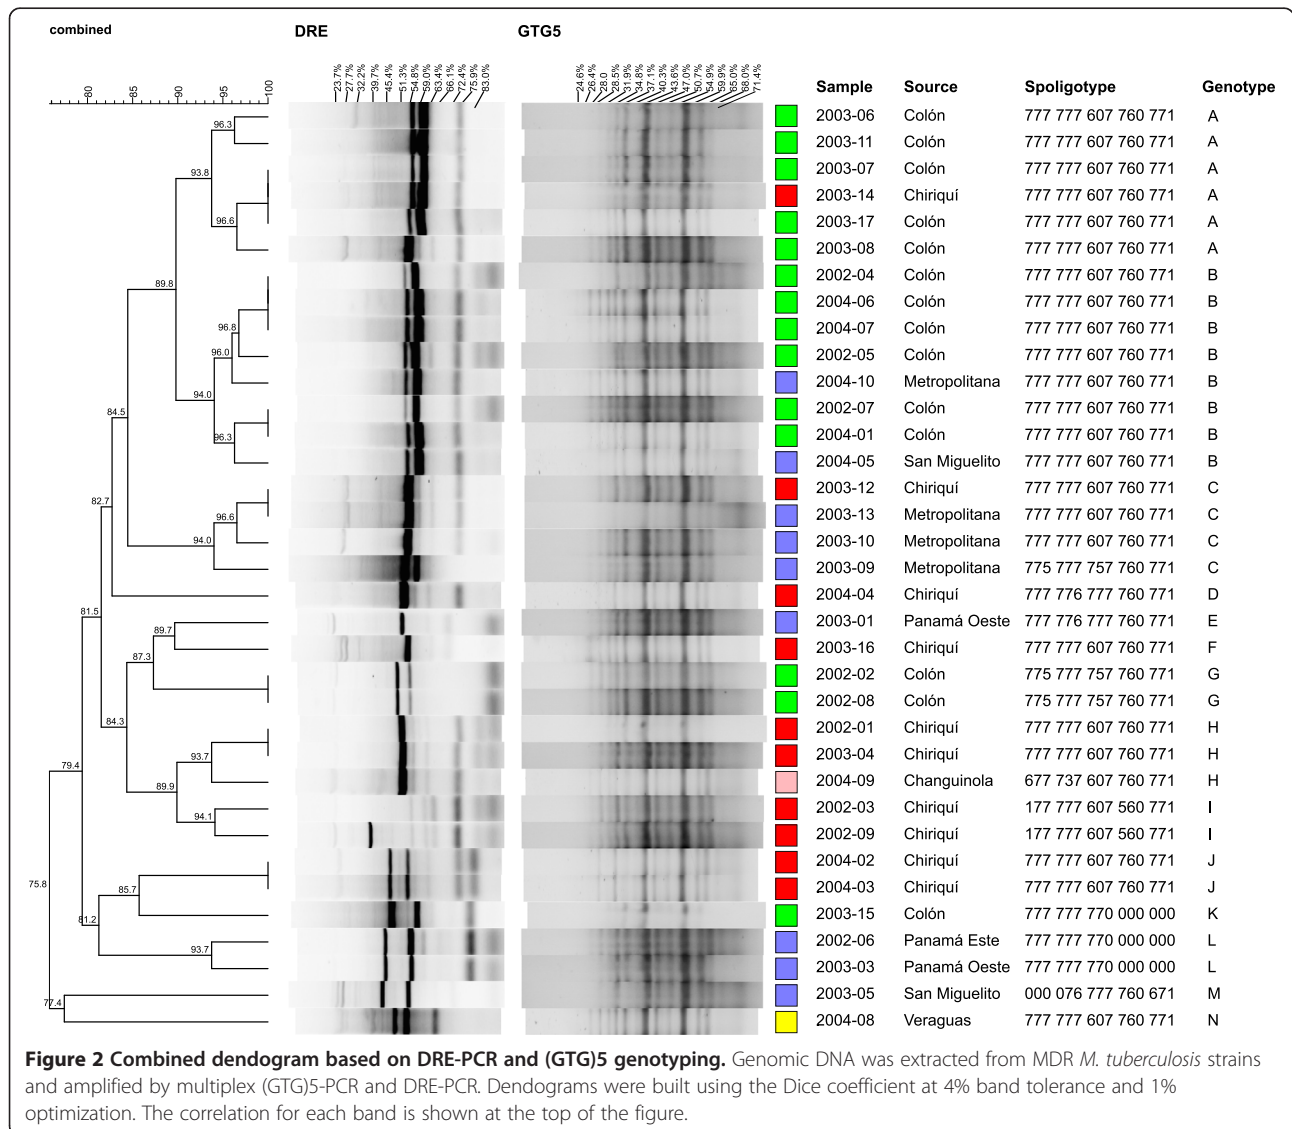 combined
DRE
GTG5
80 85 90 95 100
23.7% 27.7% 32.2% 39.7% 45.4% 51.3% 54.8% 59.0% 63.4% 66.1% 72.4% 75.9% 83.0%
24.6% 26.4% 28.0 28.5% 31.9% 34.8% 37.1% 40.3% 43.6% 47.0% 50.7% 54.9% 59.9% 65.0% 68.0% 71.4%
Sample Source Spoligotype Genotype
2003-06 Colón 777 777 607 760 771 A
2003-11 Colón 777 777 607 760 771 A
2003-07 Colón 777 777 607 760 771 A
2003-14 Chiriquí 777 777 607 760 771 A
2003-17 Colón 777 777 607 760 771 A
2003-08 Colón 777 777 607 760 771 A
2002-04 Colón 777 777 607 760 771 B
2004-06 Colón 777 777 607 760 771 B
2004-07 Colón 777 777 607 760 771 B
2002-05 Colón 777 777 607 760 771 B
2004-10 Metropolitana 777 777 607 760 771 B
2002-07 Colón 777 777 607 760 771 B
2004-01 Colón 777 777 607 760 771 B
2004-05 San Miguelito 777 777 607 760 771 B
2003-12 Chiriquí 777 777 607 760 771 C
2003-13 Metropolitana 777 777 607 760 771 C
2003-10 Metropolitana 777 777 607 760 771 C
2003-09 Metropolitana 775 777 757 760 771 C
2004-04 Chiriquí 777 776 777 760 771 D
2003-01 Panamá Oeste 777 776 777 760 771 E
2003-16 Chiriquí 777 777 607 760 771 F
2002-02 Colón 775 777 757 760 771 G
2002-08 Colón 775 777 757 760 771 G
2002-01 Chiriquí 777 777 607 760 771 H
2003-04 Chiriquí 777 777 607 760 771 H
2004-09 Changuinola 677 737 607 760 771 H
2002-03 Chiriquí 177 777 607 560 771 I
2002-09 Chiriquí 177 777 607 560 771 I
2004-02 Chiriquí 777 777 607 760 771 J
2004-03 Chiriquí 777 777 607 760 771 J
2003-15 Colón 777 777 770 000 000 K
2002-06 Panamá Este 777 777 770 000 000 L
2003-03 Panamá Oeste 777 777 770 000 000 L
2003-05 San Miguelito 000 076 777 760 671 M
2004-08 Veraguas 777 777 607 760 771 N
96.3
93.8
96.6
89.8
96.8
96.0
94.0
84.5
96.3
82.7
96.6
94.0
81.5
89.7
87.3
84.3
93.7
79.4
89.9
94.1
75.8
85.7
81.2
93.7
77.4
Figure 2 Combined dendogram based on DRE-PCR and (GTG)5 genotyping. Genomic DNA was extracted from MDR M. tuberculosis strains
and amplified by multiplex (GTG)5-PCR and DRE-PCR. Dendograms were built using the Dice coefficient at 4% band tolerance and 1%
optimization. The correlation for each band is shown at the top of the figure.